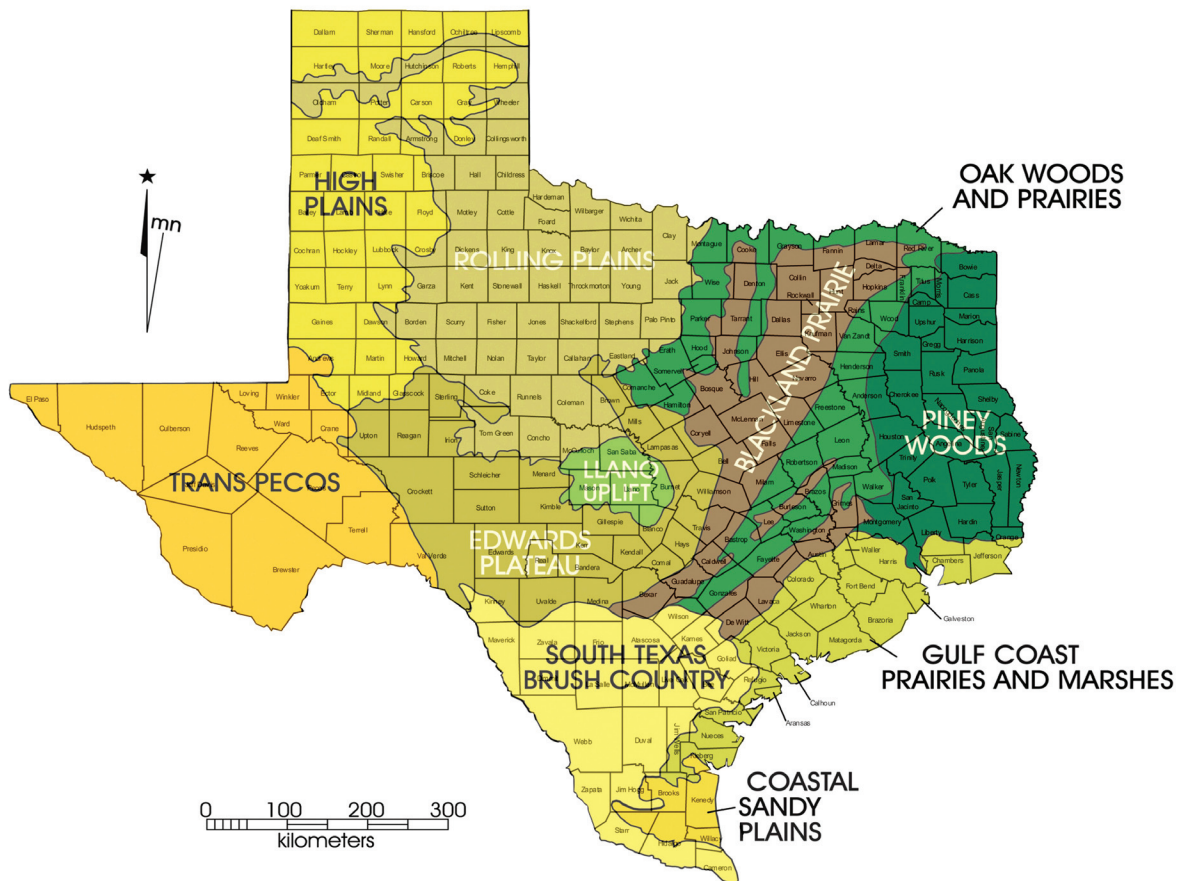 Dallam Sherman Hansford Ochiltree Lipscomb
Hartley Moore Hutchinson Roberts Hemphill
Oldham Potter Carson Gray Wheeler
Deaf Smith Randall Armstrong Donley Collingsworth
Parmer Swisher Briscoe Hall Childress
HIGH
PLAINS
mn
Hardeman
Bailey Floyd Motley Cottle Foard Wilbarger Wichita
Cochran Hockley Lubbock Crosby Dickens King Knox Baylor Archer Clay
ROLLING PLAINS
Yoakum Terry Lynn Garza Kent Stonewall Haskell Throckmorton Young Jack
Gaines Dawson Borden Scurry Fisher Jones Shackelford Stephens Palo Pinto
Andrews Martin Howard Mitchell Nolan Taylor Callahan Eastland
OAK WOODS
AND PRAIRIES
Montague Cooke Grayson Fannin Lamar Red River Bowie
Wise Denton Collin Delta Hopkins Franklin Titus Morris Cass
Rockwall Camp
Parker Tarrant Dallas Kaufman Rains Wood Upshur Marion
Van Zandt Gregg Harrison
Hood Johnson Ellis Smith
Erath Somervell Henderson Rusk Panola
Comanche Bosque Hill Anderson Cherokee Shelby
BLACKLAND PRAIRIE
Brown Hamilton McLennan Limestone Freestone
PINEY
WOODS
Houston Angelina Sabine
Mills Coryell Falls Leon
Lampasas Bell Robertson Madison Trinity
Milam Walker Polk Tyler Jasper Newton
Burnet Williamson Brazos Grimes San
Jacinto
Burleson Montgomery Liberty Hardin
Travis Lee Washington Orange
Blanco Bastrop Austin Waller
Hays Fayette Harris Chambers Jefferson
El Paso Loving Winkler Ector Midland Glasscock Sterling Coke Runnels Coleman
Hudspeth Culberson Reeves Ward Crane Upton Reagan Irion Tom Green Concho McCulloch San Saba
TRANS PECOS
LLANO
UPLIFT
Mason
Crockett Schleicher Menard
Sutton Kimble Gillespie
Terrell
Presidio Brewster Val Verde
EDWARDS
PLATEAU
Edwards Kerr Kendall
Bandera Comal Caldwell
Guadalupe Gonzales Colorado Fort Bend
Kinney Uvalde Medina Bexar Lavaca Wharton Brazoria
Galveston
Wilson De Witt Jackson Matagorda
Maverick Zavala Frio Atascosa Karnes Victoria
Goliad
SOUTH TEXAS
BRUSH COUNTRY
GULF COAST
PRAIRIES AND MARSHES
Refugio
Calhoun
San Patricio Aransas
Webb Duval Jim Wells Nueces
Kleberg
Zapata Jim Hogg Brooks Kenedy
COASTAL
SANDY
PLAINS
Starr Hidalgo Willacy
Cameron
0 100 200 300
kilometers